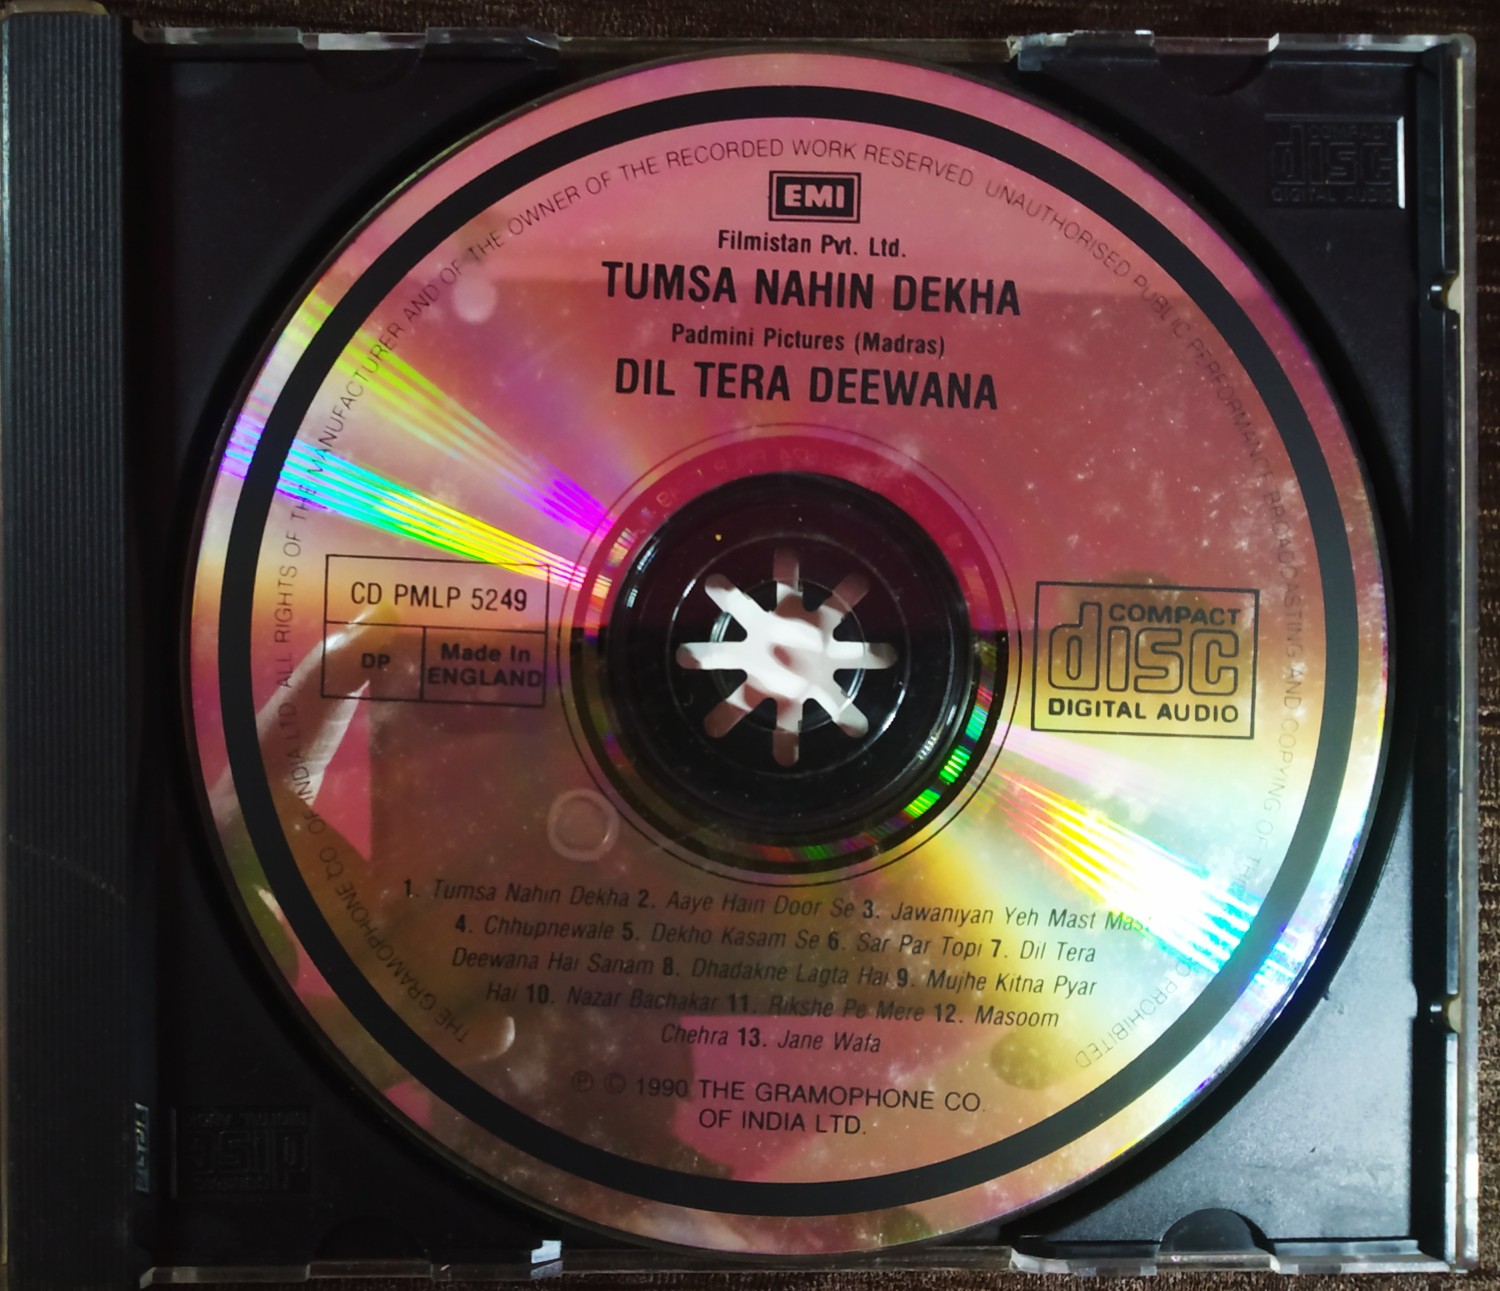 EMI
Filmistan Pvt. Ltd.
TUMSA NAHIN DEKHA
Padmini Pictures (Madras)
DIL TERA DEEWANA
CD PMLP 5249
DP
Made In
ENGLAND
COMPACT
disc
DIGITAL AUDIO
1. Tumsa Nahin Dekha 2. Aaye Hain Door Se 3. Jawaniyan Yeh Mast Mast
4. Chhupnewale 5. Dekho Kasam Se 6. Sar Par Topi 7. Dil Tera
Deewana Hai Sanam 8. Dhadakne Lagta Hai 9. Mujhe Kitna Pyar
Hai 10. Nazar Bachakar 11. Rikshe Pe Mere 12. Masoom
Chehra 13. Jane Wafa
℗ © 1990 THE GRAMOPHONE CO.
OF INDIA LTD.
THE GRAMOPHONE CO. OF INDIA LTD. ALL RIGHTS OF THE MANUFACTURER AND OF THE OWNER OF THE RECORDED WORK RESERVED UNAUTHORISED PUBLIC PERFORMANCE BROADCASTING AND COPYING OF THIS PROHIBITED
COMPACT
disc
DIGITAL AUDIO
COMPACT
disc
DIGITAL AUDIO